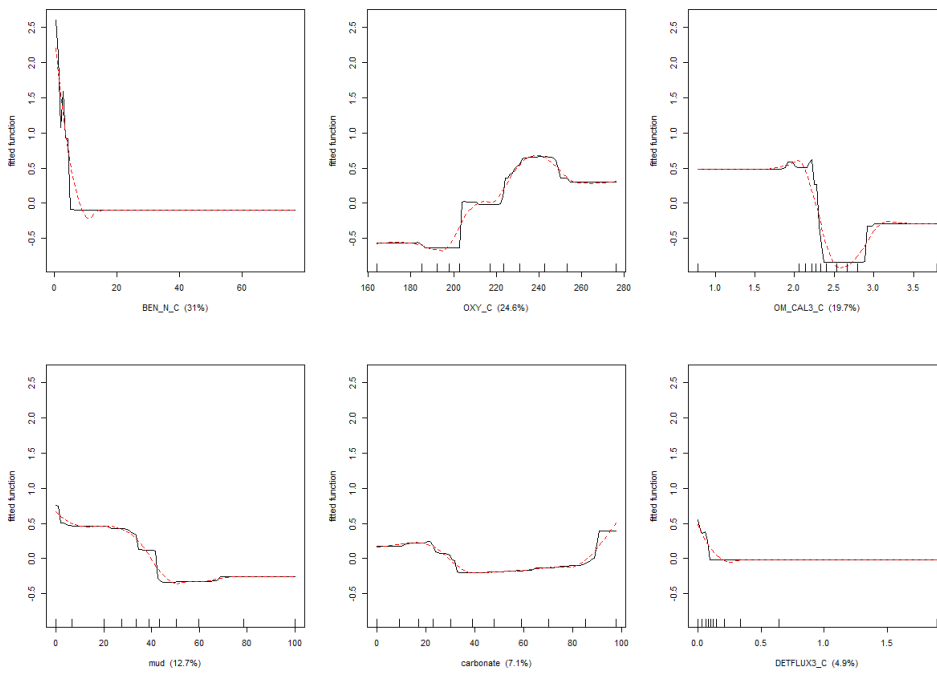 fitted function
-0.5 0.0 0.5 1.0 1.5 2.0 2.5
0 20 40 60
BEN_N_C (31%)
fitted function
-0.5 0.0 0.5 1.0 1.5 2.0 2.5
160 180 200 220 240 260 280
OXY_C (24.6%)
fitted function
-0.5 0.0 0.5 1.0 1.5 2.0 2.5
1.0 1.5 2.0 2.5 3.0 3.5
OM_CAL3_C (19.7%)
fitted function
-0.5 0.0 0.5 1.0 1.5 2.0 2.5
0 20 40 60 80 100
mud (12.7%)
fitted function
-0.5 0.0 0.5 1.0 1.5 2.0 2.5
0 20 40 60 80 100
carbonate (7.1%)
fitted function
-0.5 0.0 0.5 1.0 1.5 2.0 2.5
0.0 0.5 1.0 1.5
DETFLUX3_C (4.9%)